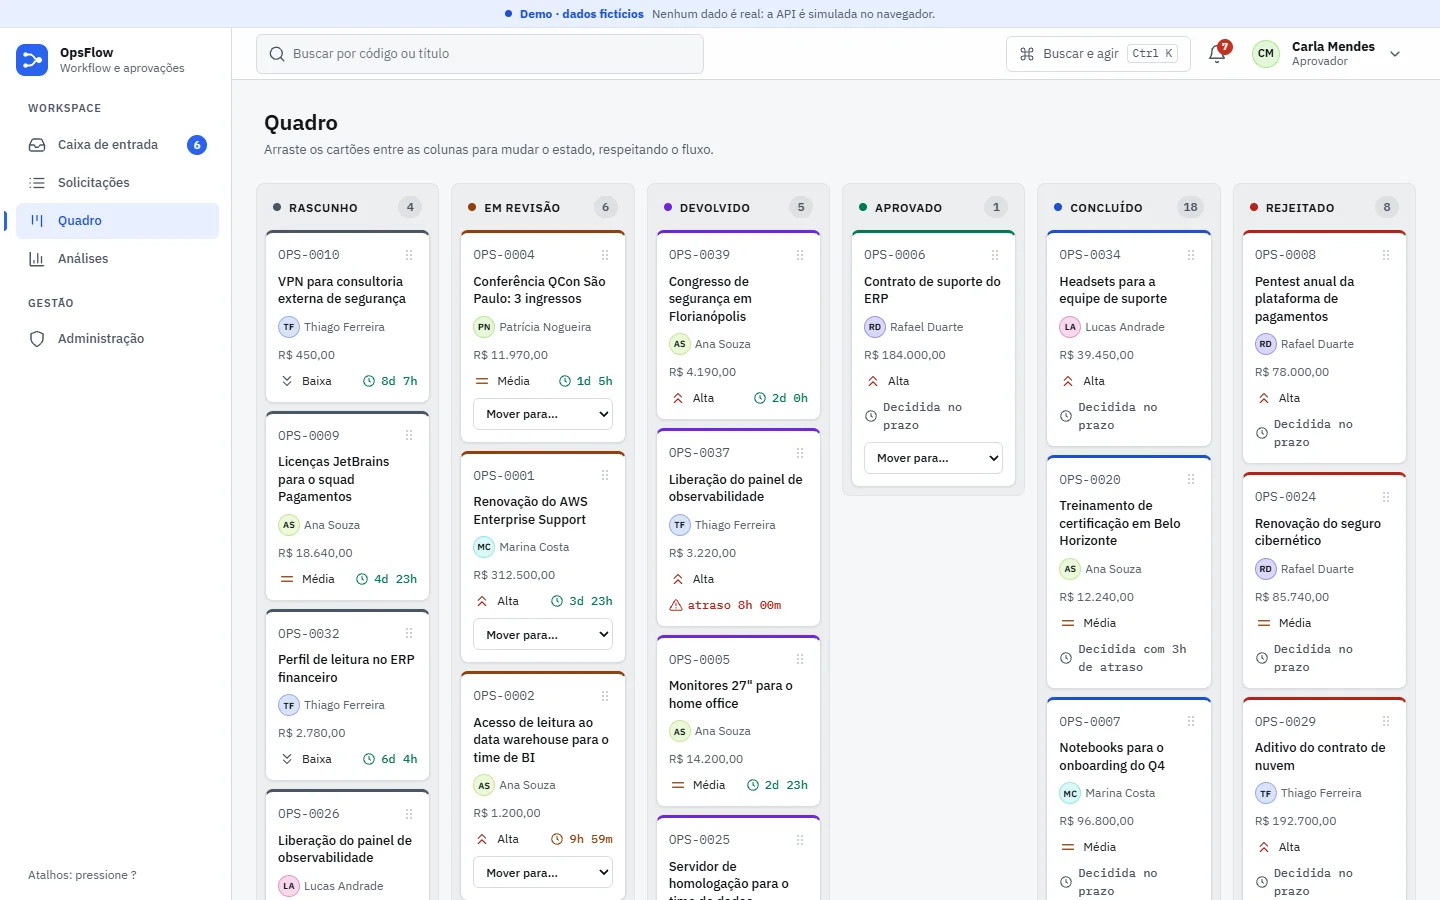 Demo · dados fictícios Nenhum dado é real: a API é simulada no navegador.
OpsFlow
Workflow e aprovações
Buscar por código ou título
Buscar e agir Ctrl K
7
CM
Carla Mendes
Aprovador
WORKSPACE
Caixa de entrada 6
Solicitações
Quadro
Análises
GESTÃO
Administração
Atalhos: pressione ?
Quadro
Arraste os cartões entre as colunas para mudar o estado, respeitando o fluxo.
RASCUNHO 4
OPS-0010
VPN para consultoria
externa de segurança
TF Thiago Ferreira
R$ 450,00
Baixa 8d 7h
OPS-0009
Licenças JetBrains
para o squad
Pagamentos
AS Ana Souza
R$ 18.640,00
Média 4d 23h
OPS-0032
Perfil de leitura no ERP
financeiro
TF Thiago Ferreira
R$ 2.780,00
Baixa 6d 4h
OPS-0026
Liberação do painel de
observabilidade
LA Lucas Andrade
EM REVISÃO 6
OPS-0004
Conferência QCon São
Paulo: 3 ingressos
PN Patrícia Nogueira
R$ 11.970,00
Média 1d 5h
Mover para...
OPS-0001
Renovação do AWS
Enterprise Support
MC Marina Costa
R$ 312.500,00
Alta 3d 23h
Mover para...
OPS-0002
Acesso de leitura ao
data warehouse para o
time de BI
AS Ana Souza
R$ 1.200,00
Alta 9h 59m
Mover para...
DEVOLVIDO 5
OPS-0039
Congresso de
segurança em
Florianópolis
AS Ana Souza
R$ 4.190,00
Alta 2d 0h
OPS-0037
Liberação do painel de
observabilidade
TF Thiago Ferreira
R$ 3.220,00
Alta
atraso 8h 00m
OPS-0005
Monitores 27" para o
home office
AS Ana Souza
R$ 14.200,00
Média 2d 23h
OPS-0025
Servidor de
homologação para o
time de dados
APROVADO 1
OPS-0006
Contrato de suporte do
ERP
RD Rafael Duarte
R$ 184.000,00
Alta
Decidida no
prazo
Mover para...
CONCLUÍDO 18
OPS-0034
Headsets para a
equipe de suporte
LA Lucas Andrade
R$ 39.450,00
Alta
Decidida no
prazo
OPS-0020
Treinamento de
certificação em Belo
Horizonte
AS Ana Souza
R$ 12.240,00
Média
Decidida com 3h
de atraso
OPS-0007
Notebooks para o
onboarding do Q4
MC Marina Costa
R$ 96.800,00
Média
Decidida no
prazo
REJEITADO 8
OPS-0008
Pentest anual da
plataforma de
pagamentos
RD Rafael Duarte
R$ 78.000,00
Alta
Decidida no
prazo
OPS-0024
Renovação do seguro
cibernético
RD Rafael Duarte
R$ 85.740,00
Média
Decidida no
prazo
OPS-0029
Aditivo do contrato de
nuvem
TF Thiago Ferreira
R$ 192.700,00
Alta
Decidida no
prazo